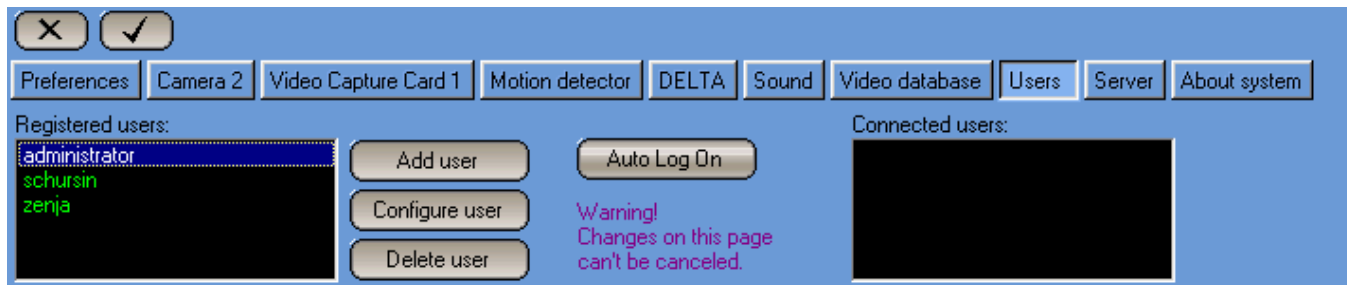 Preferences Camera 2 Video Capture Card 1 Motion detector DELTA Sound Video database Users Server About system
Registered users:
Connected users:
administrator
schursin
zenja
Add user
Configure user
Delete user
Auto Log On
Warning!
Changes on this page
can't be canceled.